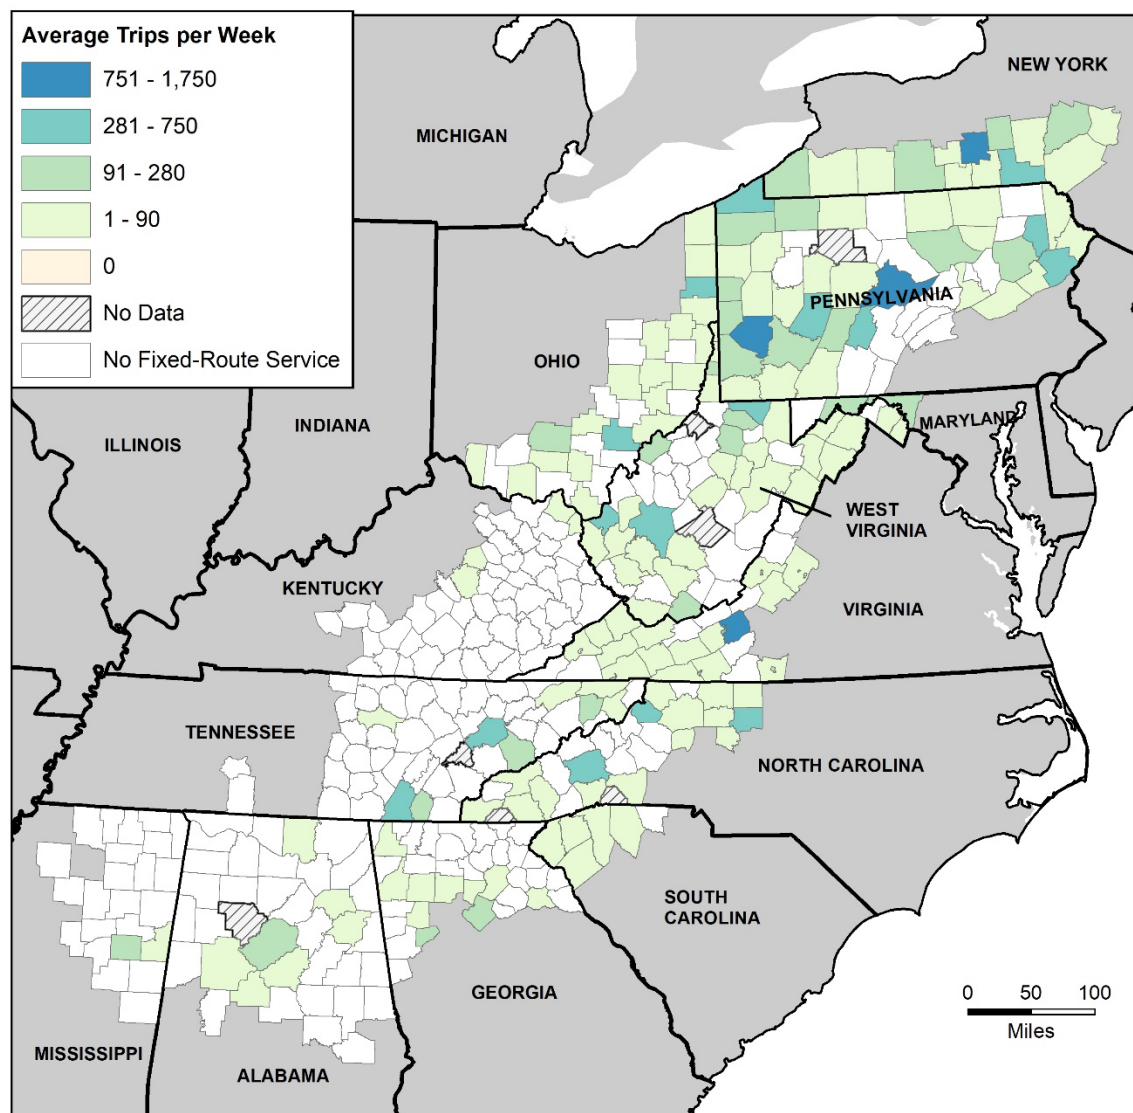 Average Trips per Week
751 - 1,750
281 - 750
91 - 280
1 - 90
0
No Data
No Fixed-Route Service
NEW YORK
MICHIGAN
PENNSYLVANIA
OHIO
INDIANA
ILLINOIS
MARYLAND
WEST
VIRGINIA
KENTUCKY
VIRGINIA
TENNESSEE
NORTH CAROLINA
SOUTH
CAROLINA
GEORGIA
MISSISSIPPI
ALABAMA
0 50 100
Miles